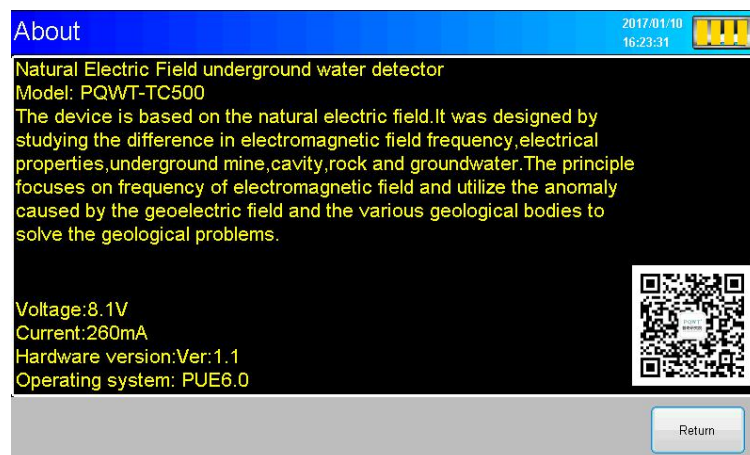 About
2017/01/10
16:23:31
Natural Electric Field underground water detector
Model: PQWT-TC500
The device is based on the natural electric field.It was designed by
studying the difference in electromagnetic field frequency,electrical
properties,underground mine,cavity,rock and groundwater.The principle
focuses on frequency of electromagnetic field and utilize the anomaly
caused by the geoelectric field and the various geological bodies to
solve the geological problems.
Voltage:8.1V
Current:260mA
Hardware version:Ver:1.1
Operating system: PUE6.0
PQWT
Return